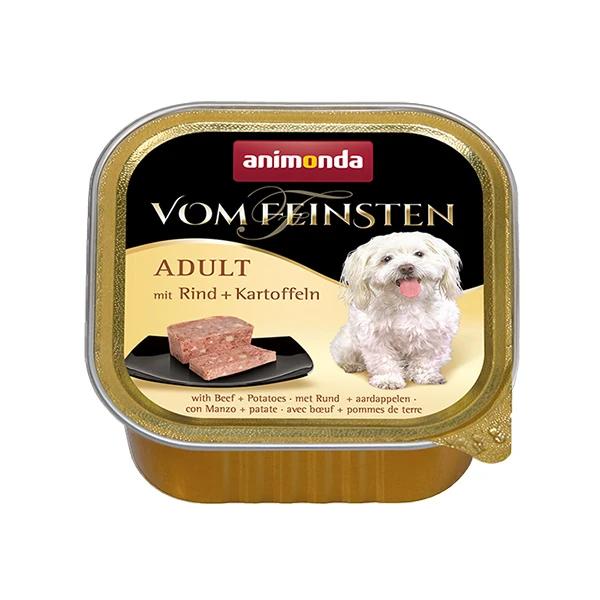 animonda
VOM FEINSTEN
ADULT
mit Rind + Kartoffeln
with Beef + Potatoes · met Rund + aardappelen ·
con Manzo + patate · avec bœuf + pommes de terre